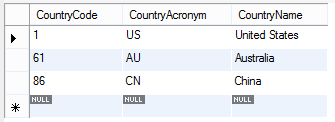 CountryCode CountryAcronym CountryName
1 US United States
61 AU Australia
86 CN China
NULL NULL NULL